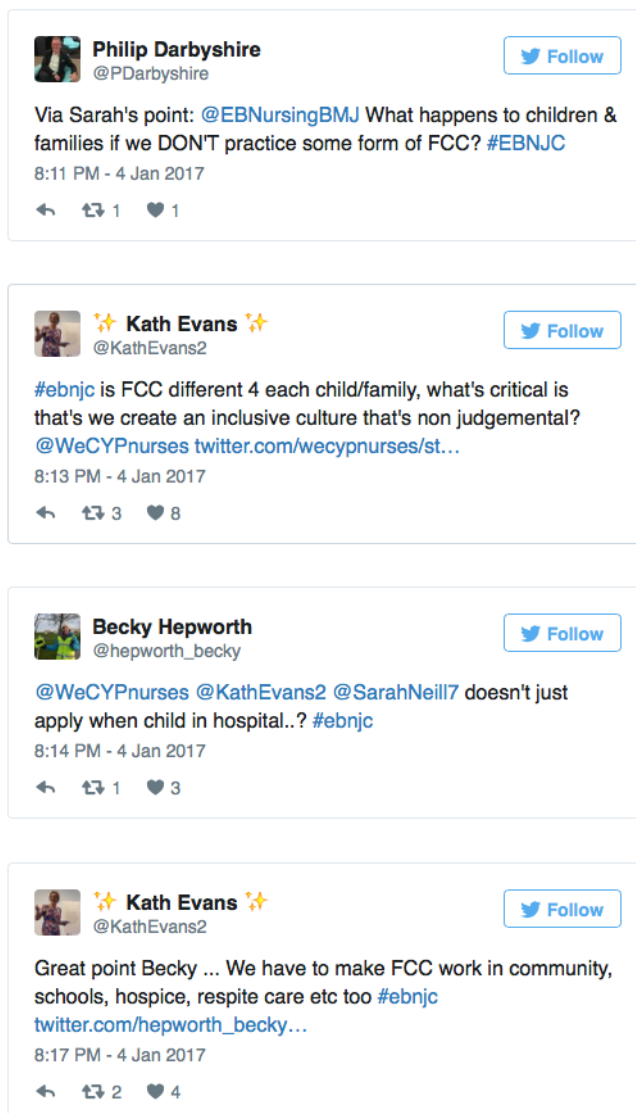 Philip Darbyshire
Follow
@PDarbyshire
Via Sarah's point: @EBNursingBMJ What happens to children &
families if we DON'T practice some form of FCC? #EBNJC
8:11 PM - 4 Jan 2017
1 1
✨ Kath Evans ✨
Follow
@KathEvans2
#ebnjc is FCC different 4 each child/family, what's critical is
that's we create an inclusive culture that's non judgemental?
@WeCYPnurses twitter.com/wecypnurses/st…
8:13 PM - 4 Jan 2017
3 8
Becky Hepworth
Follow
@hepworth_becky
@WeCYPnurses @KathEvans2 @SarahNeill7 doesn't just
apply when child in hospital..? #ebnjc
8:14 PM - 4 Jan 2017
1 3
✨ Kath Evans ✨
Follow
@KathEvans2
Great point Becky ... We have to make FCC work in community,
schools, hospice, respite care etc too #ebnjc
twitter.com/hepworth_becky…
8:17 PM - 4 Jan 2017
2 4